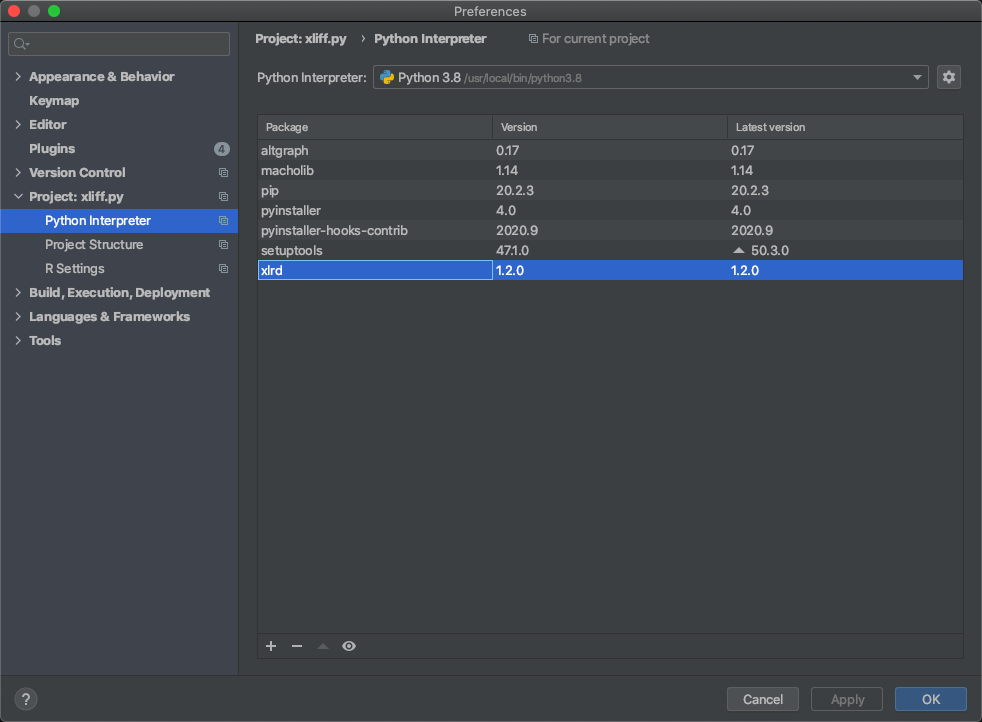 Preferences
Project: xliff.py › Python Interpreter For current project
Appearance & Behavior
Keymap
Editor
Plugins 4
Version Control
Project: xliff.py
Python Interpreter
Project Structure
R Settings
Build, Execution, Deployment
Languages & Frameworks
Tools
Python Interpreter: Python 3.8 /usr/local/bin/python3.8
Package Version Latest version
altgraph 0.17 0.17
macholib 1.14 1.14
pip 20.2.3 20.2.3
pyinstaller 4.0 4.0
pyinstaller-hooks-contrib 2020.9 2020.9
setuptools 47.1.0 50.3.0
xlrd 1.2.0 1.2.0
? Cancel Apply OK